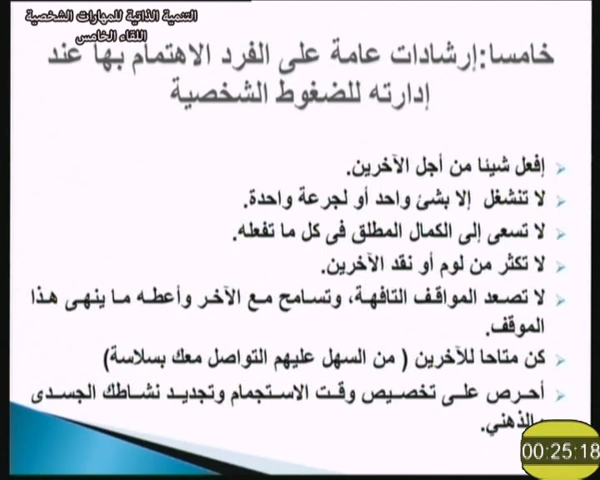 التنمية الذاتية للمهارات الشخصية
اللقاء الخامس
خامسا:إرشادات عامة على الفرد الاهتمام بها عند
إدارته للضغوط الشخصية
إفعل شيئا من أجل الآخرين.
لا تنشغل إلا بشئ واحد أو لجرعة واحدة.
لا تسعى إلى الكمال المطلق فى كل ما تفعله.
لا تكثر من لوم أو نقد الآخرين.
لا تصعد المواقف التافهة، وتسامح مع الآخر وأعطه ما ينهى هذا
الموقف.
كن متاحا للآخرين ( من السهل عليهم التواصل معك بسلاسة)
أحرص على تخصيص وقت الاستجمام وتجديد نشاطك الجسدى
والذهني.
00:25:18